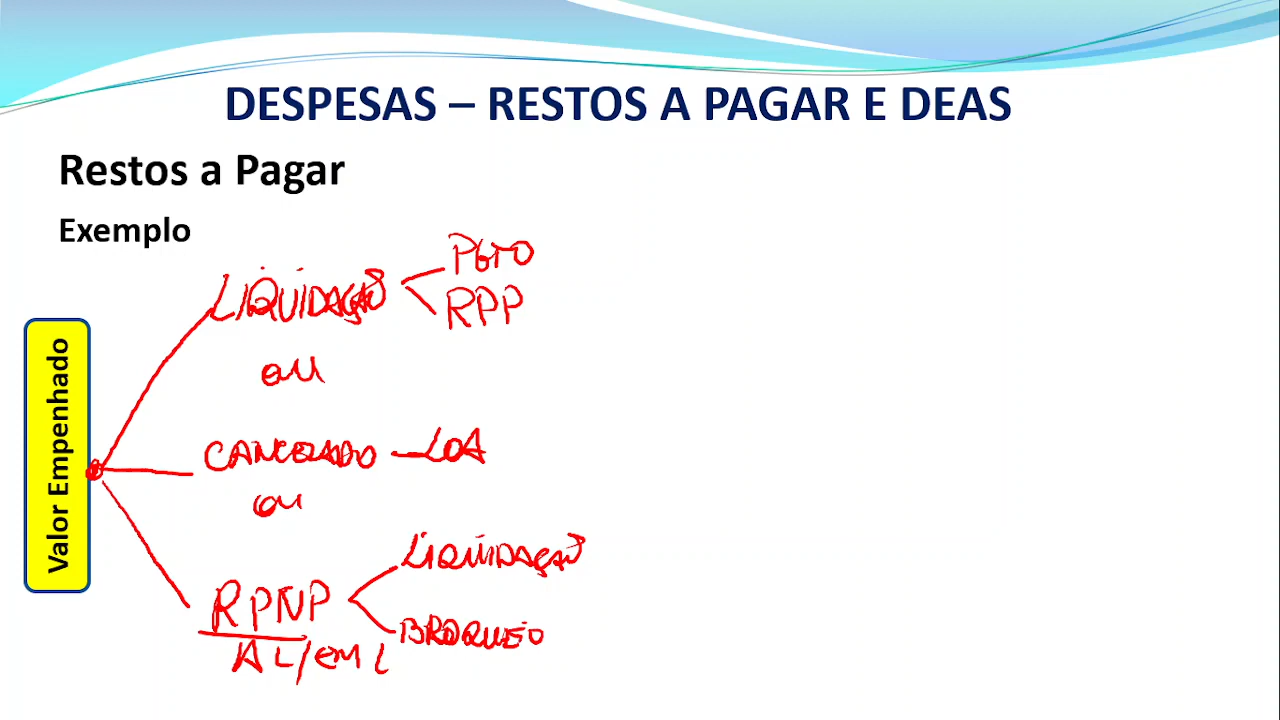 DESPESAS – RESTOS A PAGAR E DEAS
Restos a Pagar
Exemplo
Valor Empenhado
LIQUIDAÇÃO
PGTO
RPP
OU
CANCELADO — LOA
OU
RPNP
AL/EM L
LIQUIDAÇÃO
BLOQUEIO